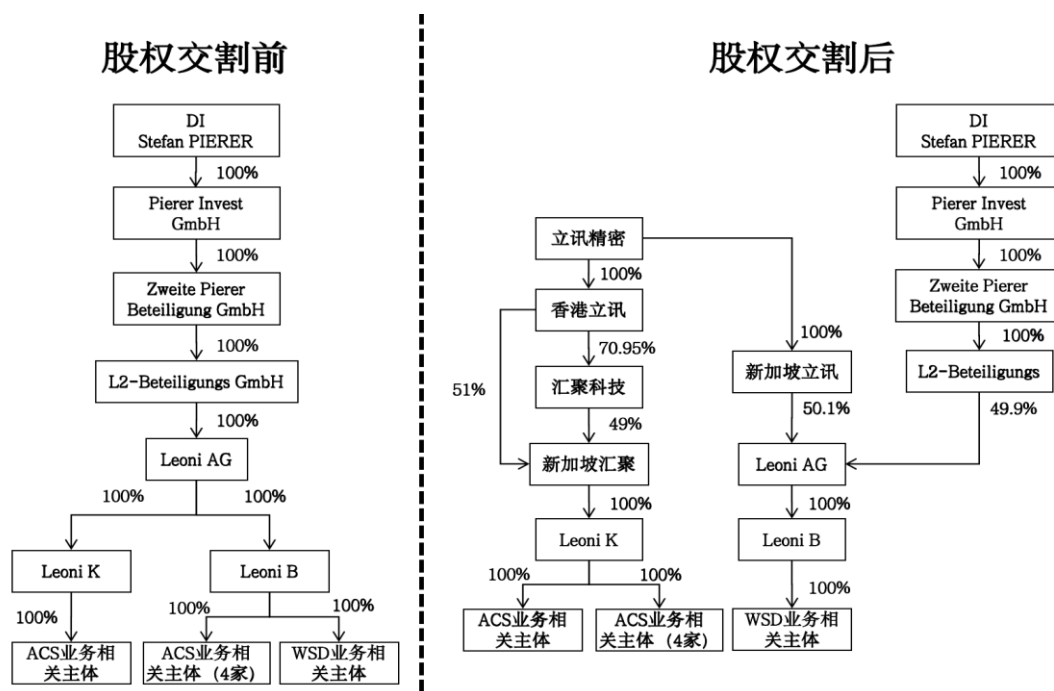 股权交割前
DI
Stefan PIERER
100%
Pierer Invest
GmbH
100%
Zweite Pierer
Beteiligung GmbH
100%
L2-Beteiligungs GmbH
100%
Leoni AG
100%
100%
Leoni K
Leoni B
100%
100%
100%
ACS业务相
关主体
ACS业务相
关主体（4家）
WSD业务相
关主体
股权交割后
立讯精密
100%
香港立讯
70.95%
51%
汇聚科技
49%
新加坡汇聚
100%
Leoni K
100%
100%
ACS业务相
关主体
ACS业务相
关主体（4家）
100%
新加坡立讯
50.1%
Leoni AG
100%
Leoni B
100%
WSD业务相
关主体
DI
Stefan PIERER
100%
Pierer Invest
GmbH
100%
Zweite Pierer
Beteiligung GmbH
100%
L2-Beteiligungs
49.9%